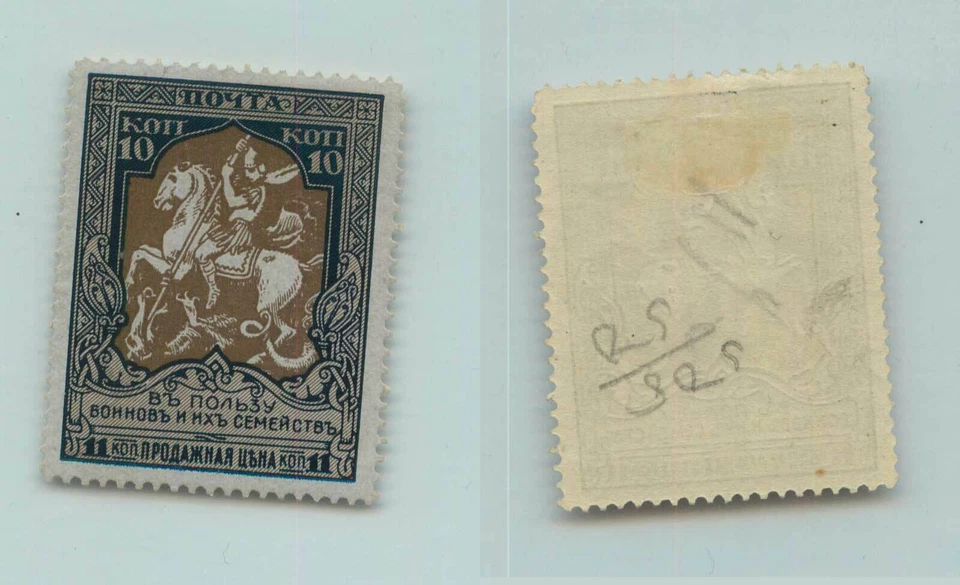 ПОЧТА
КОП КОП
10 10
ВЪ ПОЛЬЗУ
ВОИНОВЪ И ИХЪ СЕМЕЙСТВЪ
11 КОП ПРОДАЖНАЯ ЦѢНА КОП 11